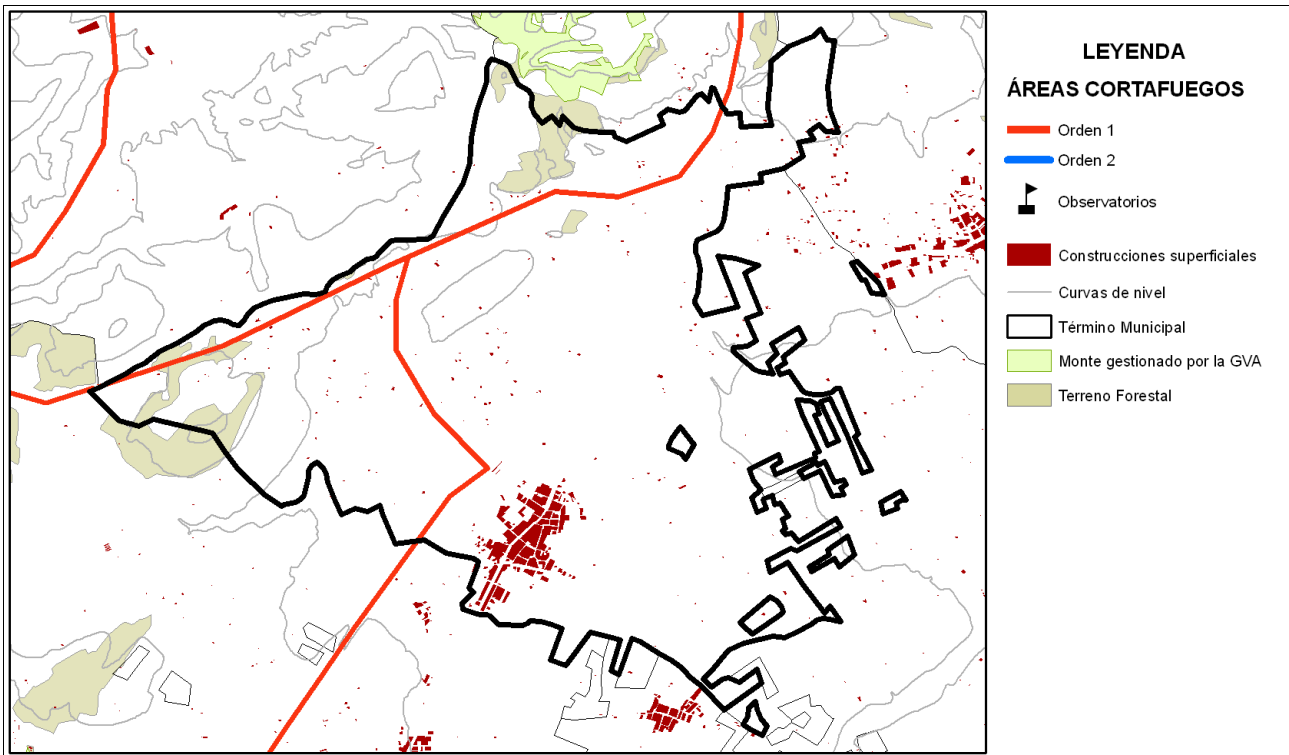 LEYENDA
ÁREAS CORTAFUEGOS
Orden 1
Orden 2
Observatorios
Construcciones superficiales
Curvas de nivel
Término Municipal
Monte gestionado por la GVA
Terreno Forestal